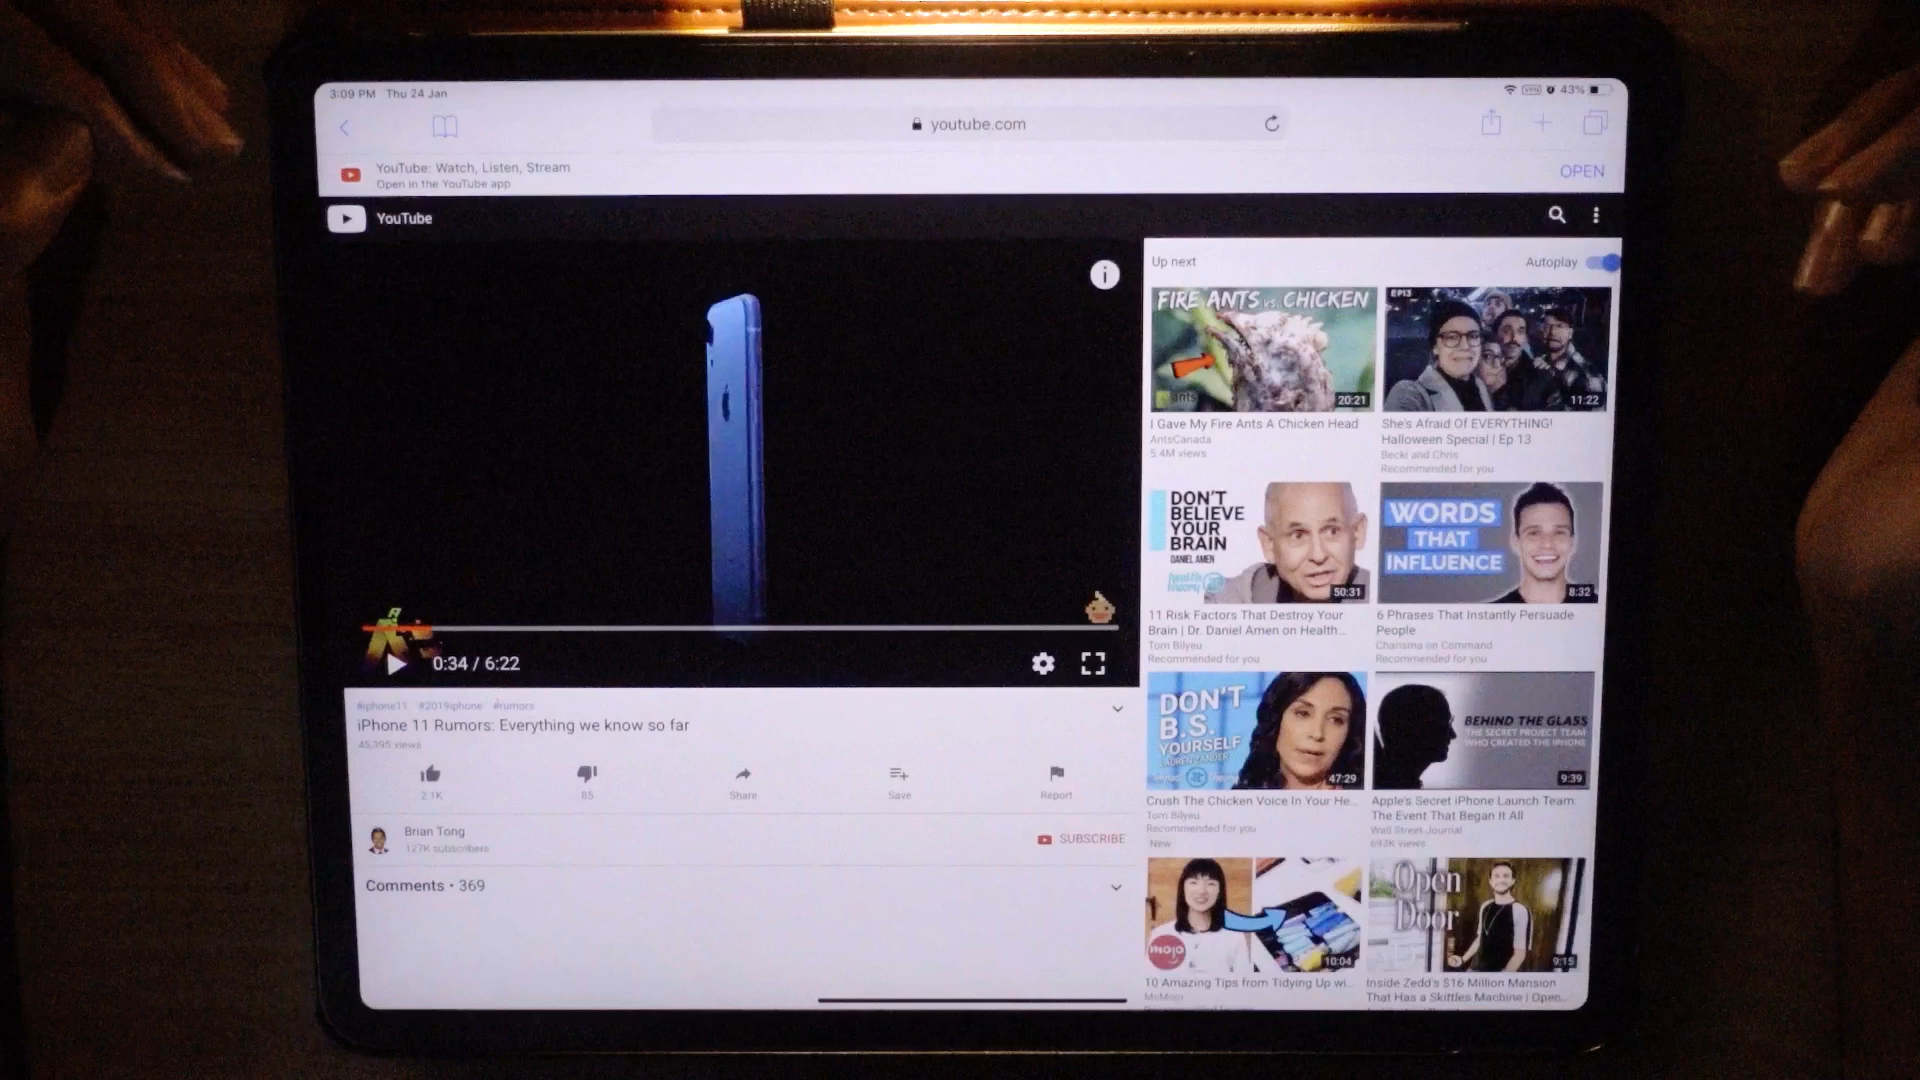 3:09 PM Thu 24 Jan
VPN 43%
youtube.com
YouTube: Watch, Listen, Stream
Open in the YouTube app
OPEN
YouTube
0:34 / 6:22
#iphone11 #2019iphone #rumors
iPhone 11 Rumors: Everything we know so far
45,395 views
2.1K
85
Share
Save
Report
Brian Tong
127K subscribers
SUBSCRIBE
Comments • 369
Up next
Autoplay
FIRE ANTS vs. CHICKEN
ants
20:21
I Gave My Fire Ants A Chicken Head
AntsCanada
5.4M views
EP13
11:22
She's Afraid Of EVERYTHING!
Halloween Special | Ep 13
Becki and Chris
Recommended for you
DON'T
BELIEVE
YOUR
BRAIN
DANIEL AMEN
health
theory
50:31
11 Risk Factors That Destroy Your
Brain | Dr. Daniel Amen on Health...
Tom Bilyeu
Recommended for you
WORDS
THAT
INFLUENCE
8:32
6 Phrases That Instantly Persuade
People
Charisma on Command
Recommended for you
DON'T
B.S.
YOURSELF
LAUREN ZANDER
47:29
Crush The Chicken Voice In Your He...
Tom Bilyeu
Recommended for you
New
BEHIND THE GLASS
THE SECRET PROJECT TEAM
WHO CREATED THE IPHONE
9:39
Apple's Secret iPhone Launch Team:
The Event That Began It All
Wall Street Journal
693K views
mojo
10:04
10 Amazing Tips from Tidying Up wi...
MsMojo
Open
Door
9:15
Inside Zedd's $16 Million Mansion
That Has a Skittles Machine | Open...